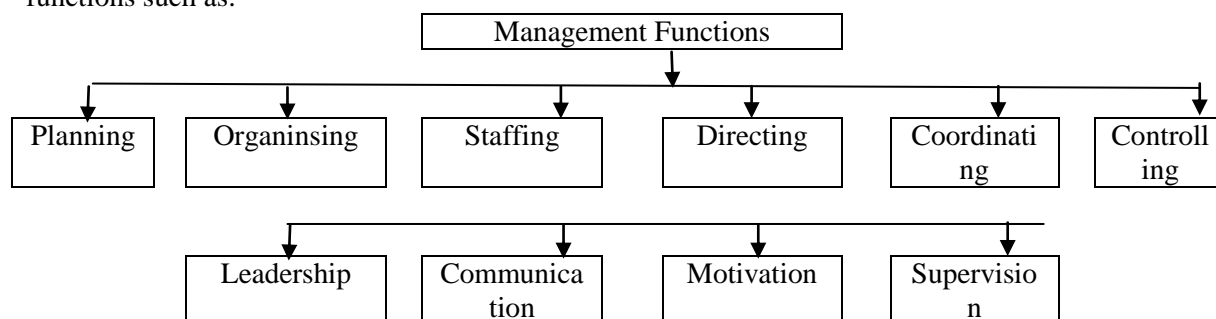 functions such as:
Management Functions
Planning
Organinsing
Staffing
Directing
Coordinati
ng
Controll
ing
Leadership
Communica
tion
Motivation
Supervisio
n